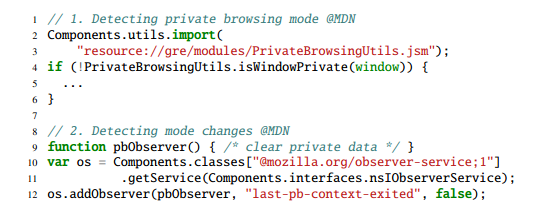 1 // 1. Detecting private browsing mode @MDN
2 Components.utils.import(
3 "resource://gre/modules/PrivateBrowsingUtils.jsm");
4 if (!PrivateBrowsingUtils.isWindowPrivate(window)) {
5 ...
6 }
7
8 // 2. Detecting mode changes @MDN
9 function pbObserver() { /* clear private data */ }
10 var os = Components.classes["@mozilla.org/observer-service;1"]
11 .getService(Components.interfaces.nsIObserverService);
12 os.addObserver(pbObserver, "last-pb-context-exited", false);